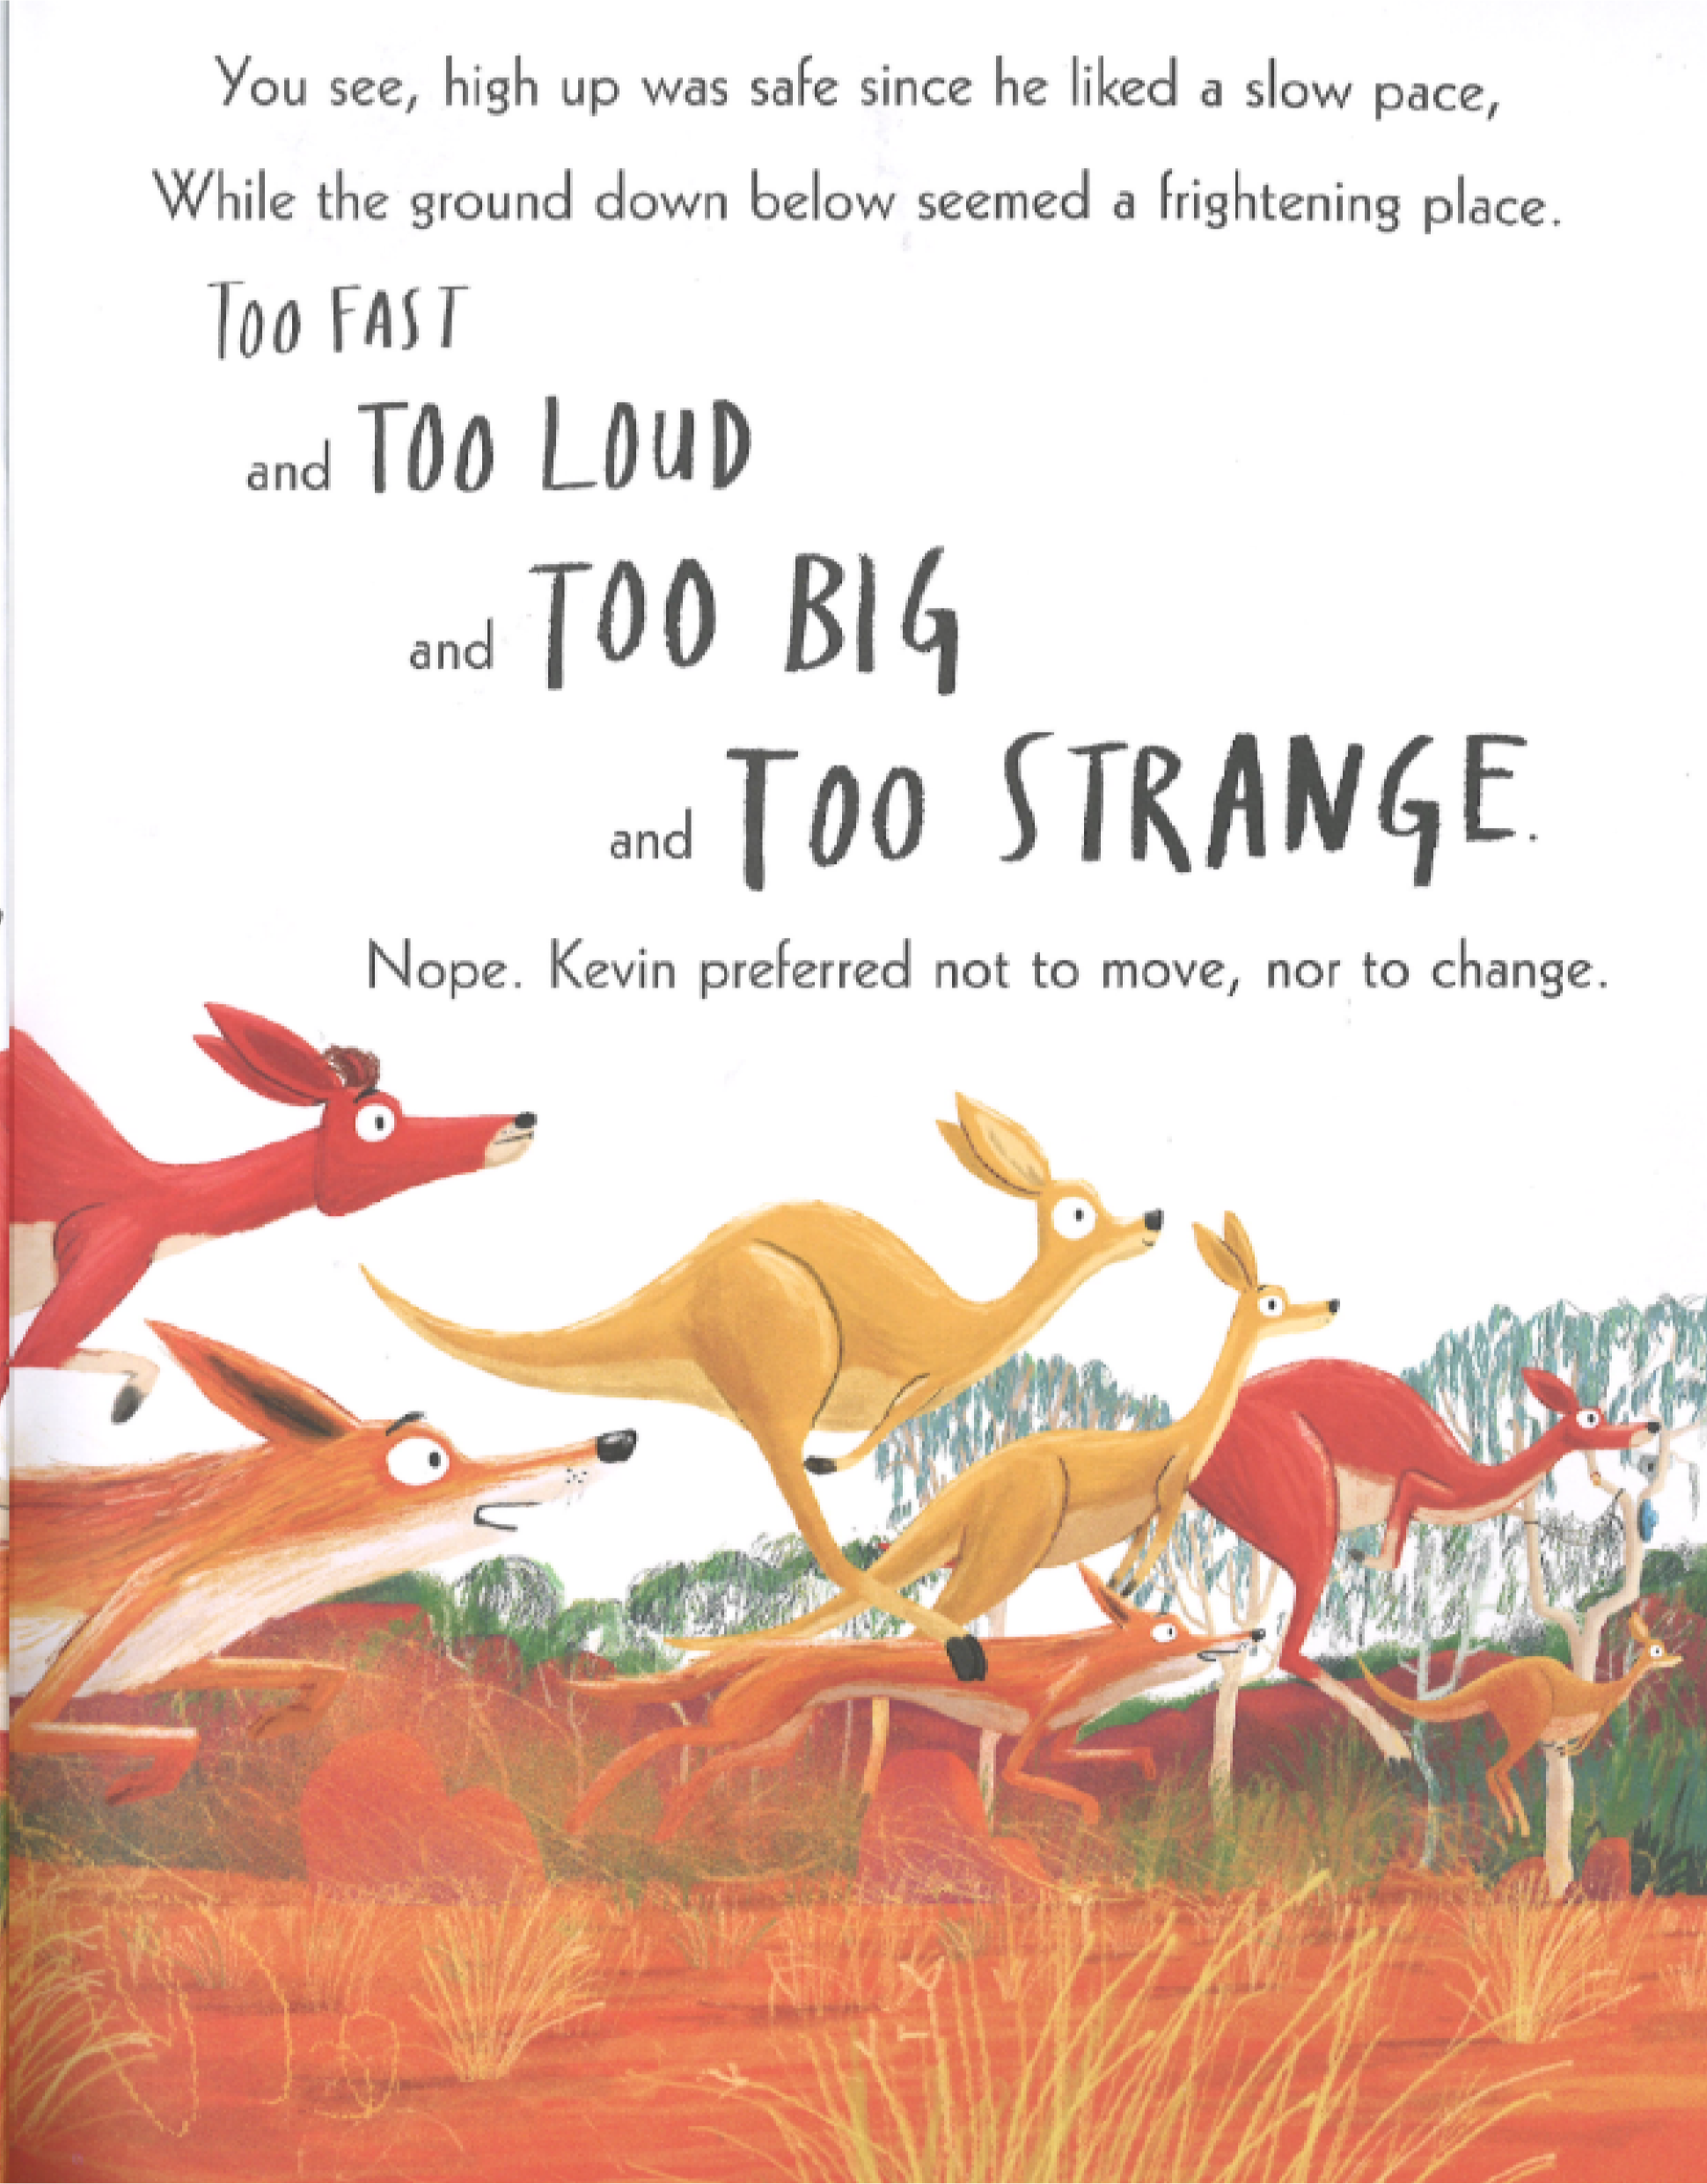 You see, high up was safe since he liked a slow pace,
While the ground down below seemed a frightening place.
TOO FAST
and TOO LOUD
and TOO BIG
and TOO STRANGE.
Nope. Kevin preferred not to move, nor to change.